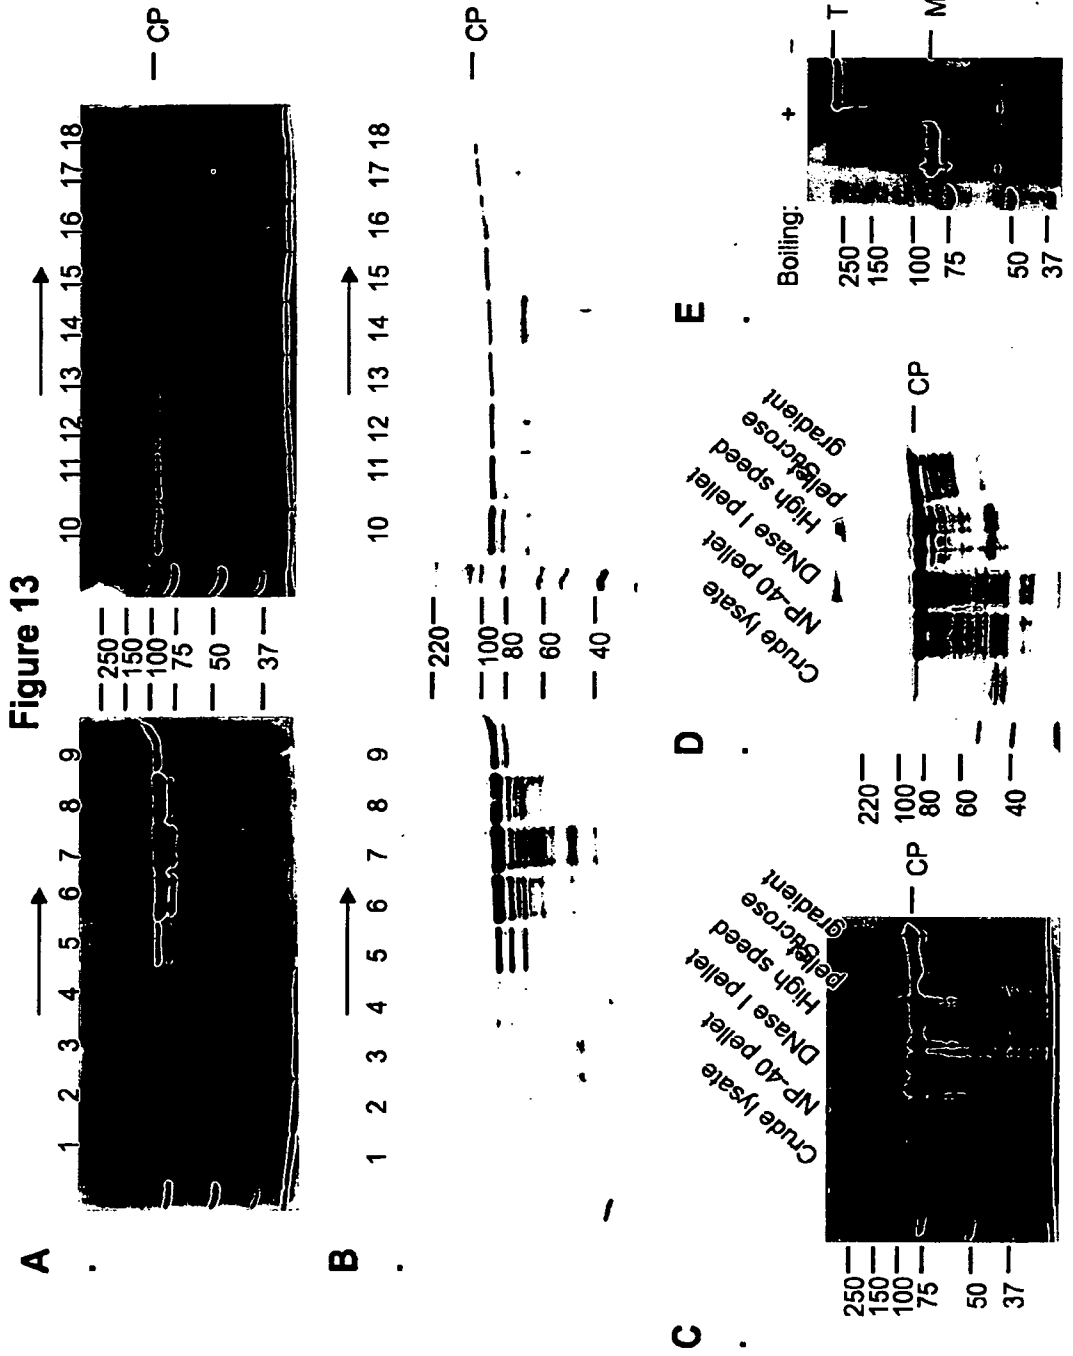 Figure 13
A
.
1 2 3 4 5 6 7 8 9
250
150
100
75
50
37
10 11 12 13 14 15 16 17 18
CP
B
.
1 2 3 4 5 6 7 8 9
220
100
80
60
40
10 11 12 13 14 15 16 17 18
CP
C
.
250
150
100
75
50
37
Crude lysate
NP-40 pellet
DNase I pellet
High speed
pellet
Sucrose
gradient
CP
D
.
220
100
80
60
40
Crude lysate
NP-40 pellet
DNase I pellet
High speed
pellet
Sucrose
gradient
CP
E
.
Boiling: + −
250
150
100
75
50
37
T
M